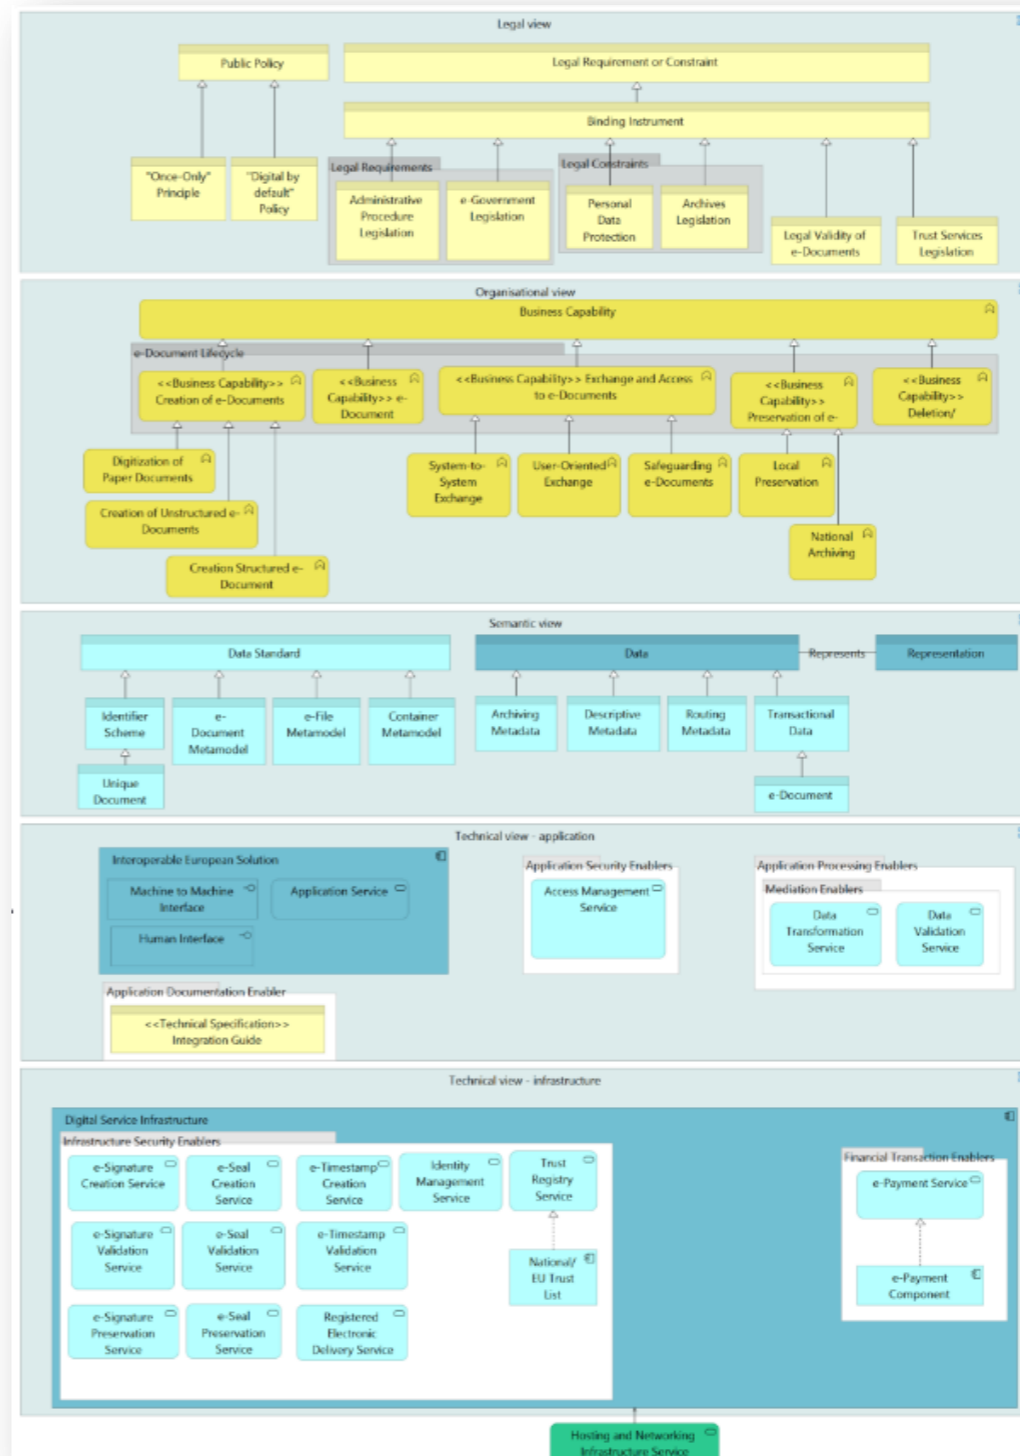 Legal view
Public Policy
Legal Requirement or Constraint
Binding Instrument
"Once-Only"
Principle
"Digital by
default"
Policy
Legal Requirements
Administrative
Procedure
Legislation
e-Government
Legislation
Legal Constraints
Personal
Data
Protection
Archives
Legislation
Legal Validity of
e-Documents
Trust Services
Legislation
Organisational view
Business Capability
e-Document Lifecycle
<<Business Capability>>
Creation of e-Documents
<<Business
Capability>> e-
Document
<<Business Capability>> Exchange and Access
to e-Documents
<<Business
Capability>>
Preservation of e-
<<Business
Capability>>
Deletion/
Digitization of
Paper Documents
Creation of Unstructured e-
Documents
Creation Structured e-
Document
System-to-
System
Exchange
User-Oriented
Exchange
Safeguarding
e-Documents
Local
Preservation
National
Archiving
Semantic view
Data Standard
Data
Represents
Representation
Identifier
Scheme
e-
Document
Metamodel
e-File
Metamodel
Container
Metamodel
Archiving
Metadata
Descriptive
Metadata
Routing
Metadata
Transactional
Data
Unique
Document
e-Document
Technical view - application
Interoperable European Solution
Machine to Machine
Interface
Application Service
Human Interface
Application Security Enablers
Access Management
Service
Application Processing Enablers
Mediation Enablers
Data
Transformation
Service
Data
Validation
Service
Application Documentation Enabler
<<Technical Specification>>
Integration Guide
Technical view - infrastructure
Digital Service Infrastructure
Infrastructure Security Enablers
e-Signature
Creation Service
e-Seal
Creation
Service
e-Timestamp
Creation
Service
Identity
Management
Service
Trust
Registry
Service
e-Signature
Validation
Service
e-Seal
Validation
Service
e-Timestamp
Validation
Service
National/
EU Trust
List
e-Signature
Preservation
Service
e-Seal
Preservation
Service
Registered
Electronic
Delivery Service
Financial Transaction Enablers
e-Payment Service
e-Payment
Component
Hosting and Networking
Infrastructure Service